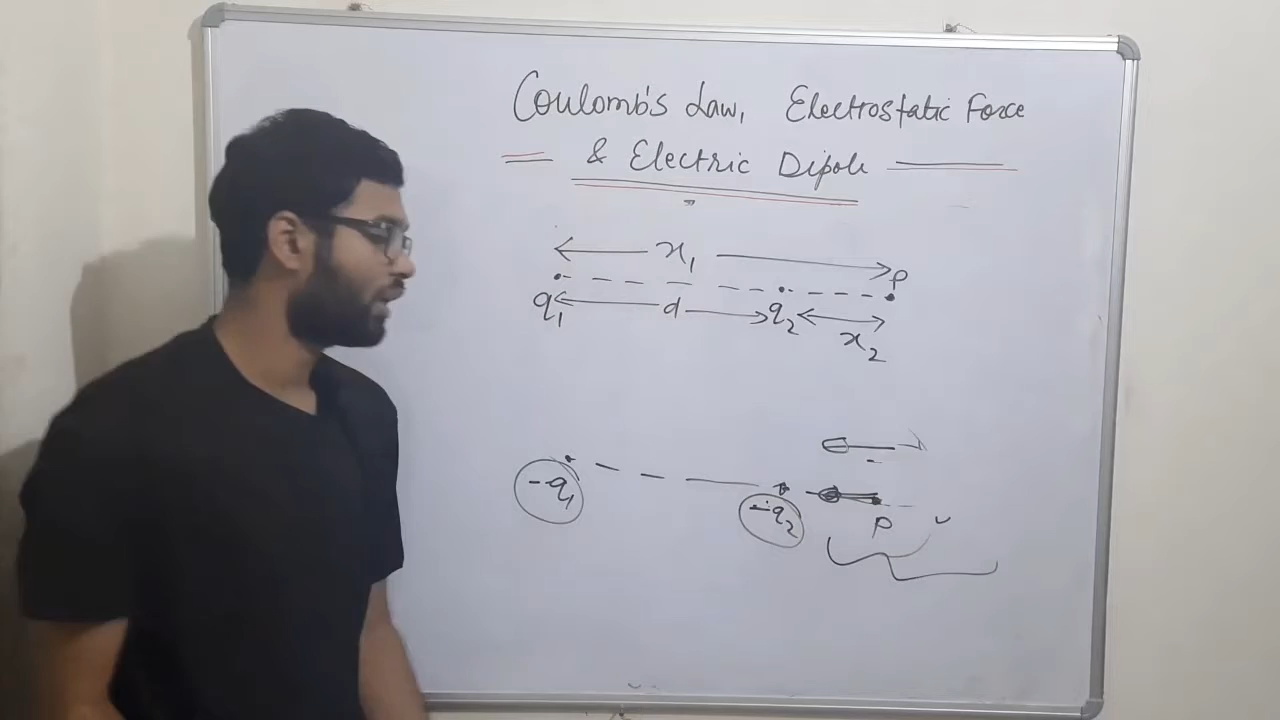 Coulomb's Law, Electrostatic Force
& Electric Dipole
x₁
P
q₁ d q₂
x₂
-q₁ -q₂
P